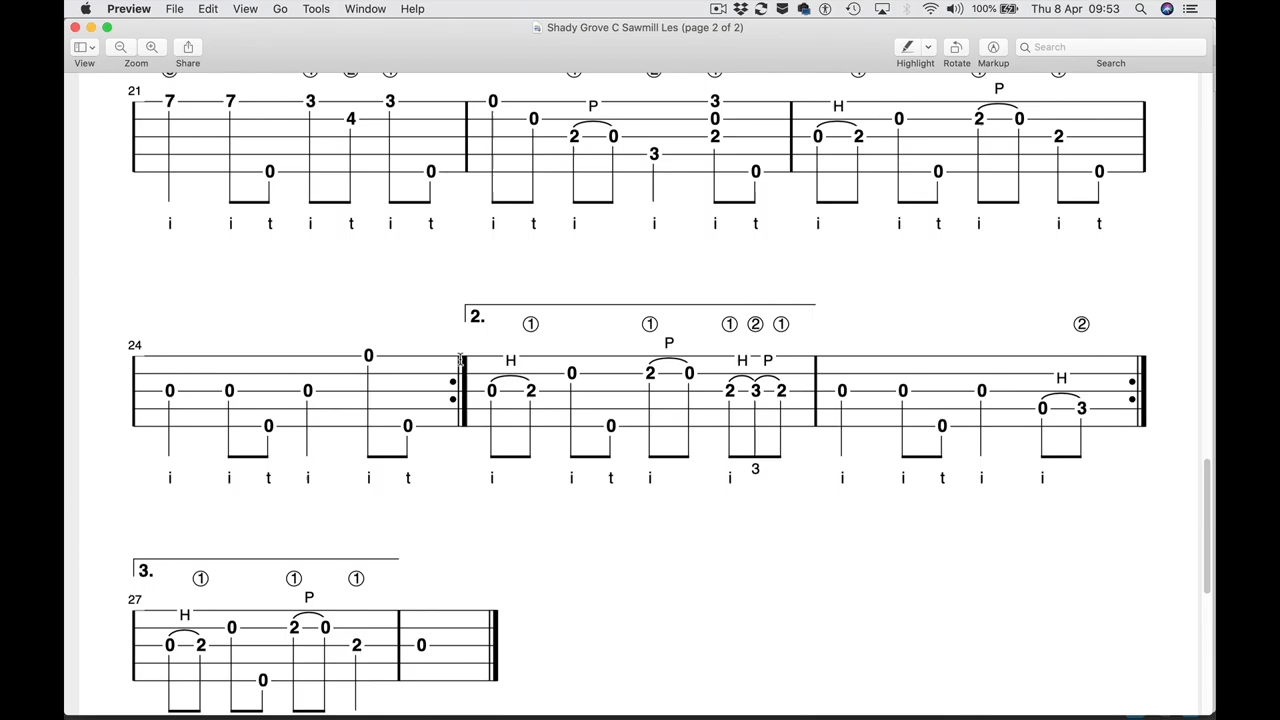 Preview File Edit View Go Tools Window Help 100% Thu 8 Apr 09:53
Shady Grove C Sawmill Les (page 2 of 2)
Search
View Zoom Share Highlight Rotate Markup Search
21
P H P
7 7 0 3 4 3 0 0 0 2 0 3 3 0 2 0 0 2 0 0 2 0 2 0
i i t i t i t i t i i i t i i t i i t
2. ① ① ① ② ① ②
24
H P H P H
0 0 0 0 0 0 0 2 0 0 2 0 2 3 2 0 0 0 0 0 3
3
i i t i i t i i t i i i i t i i
3. ① ① ①
27
H P
0 2 0 0 2 0 2 0